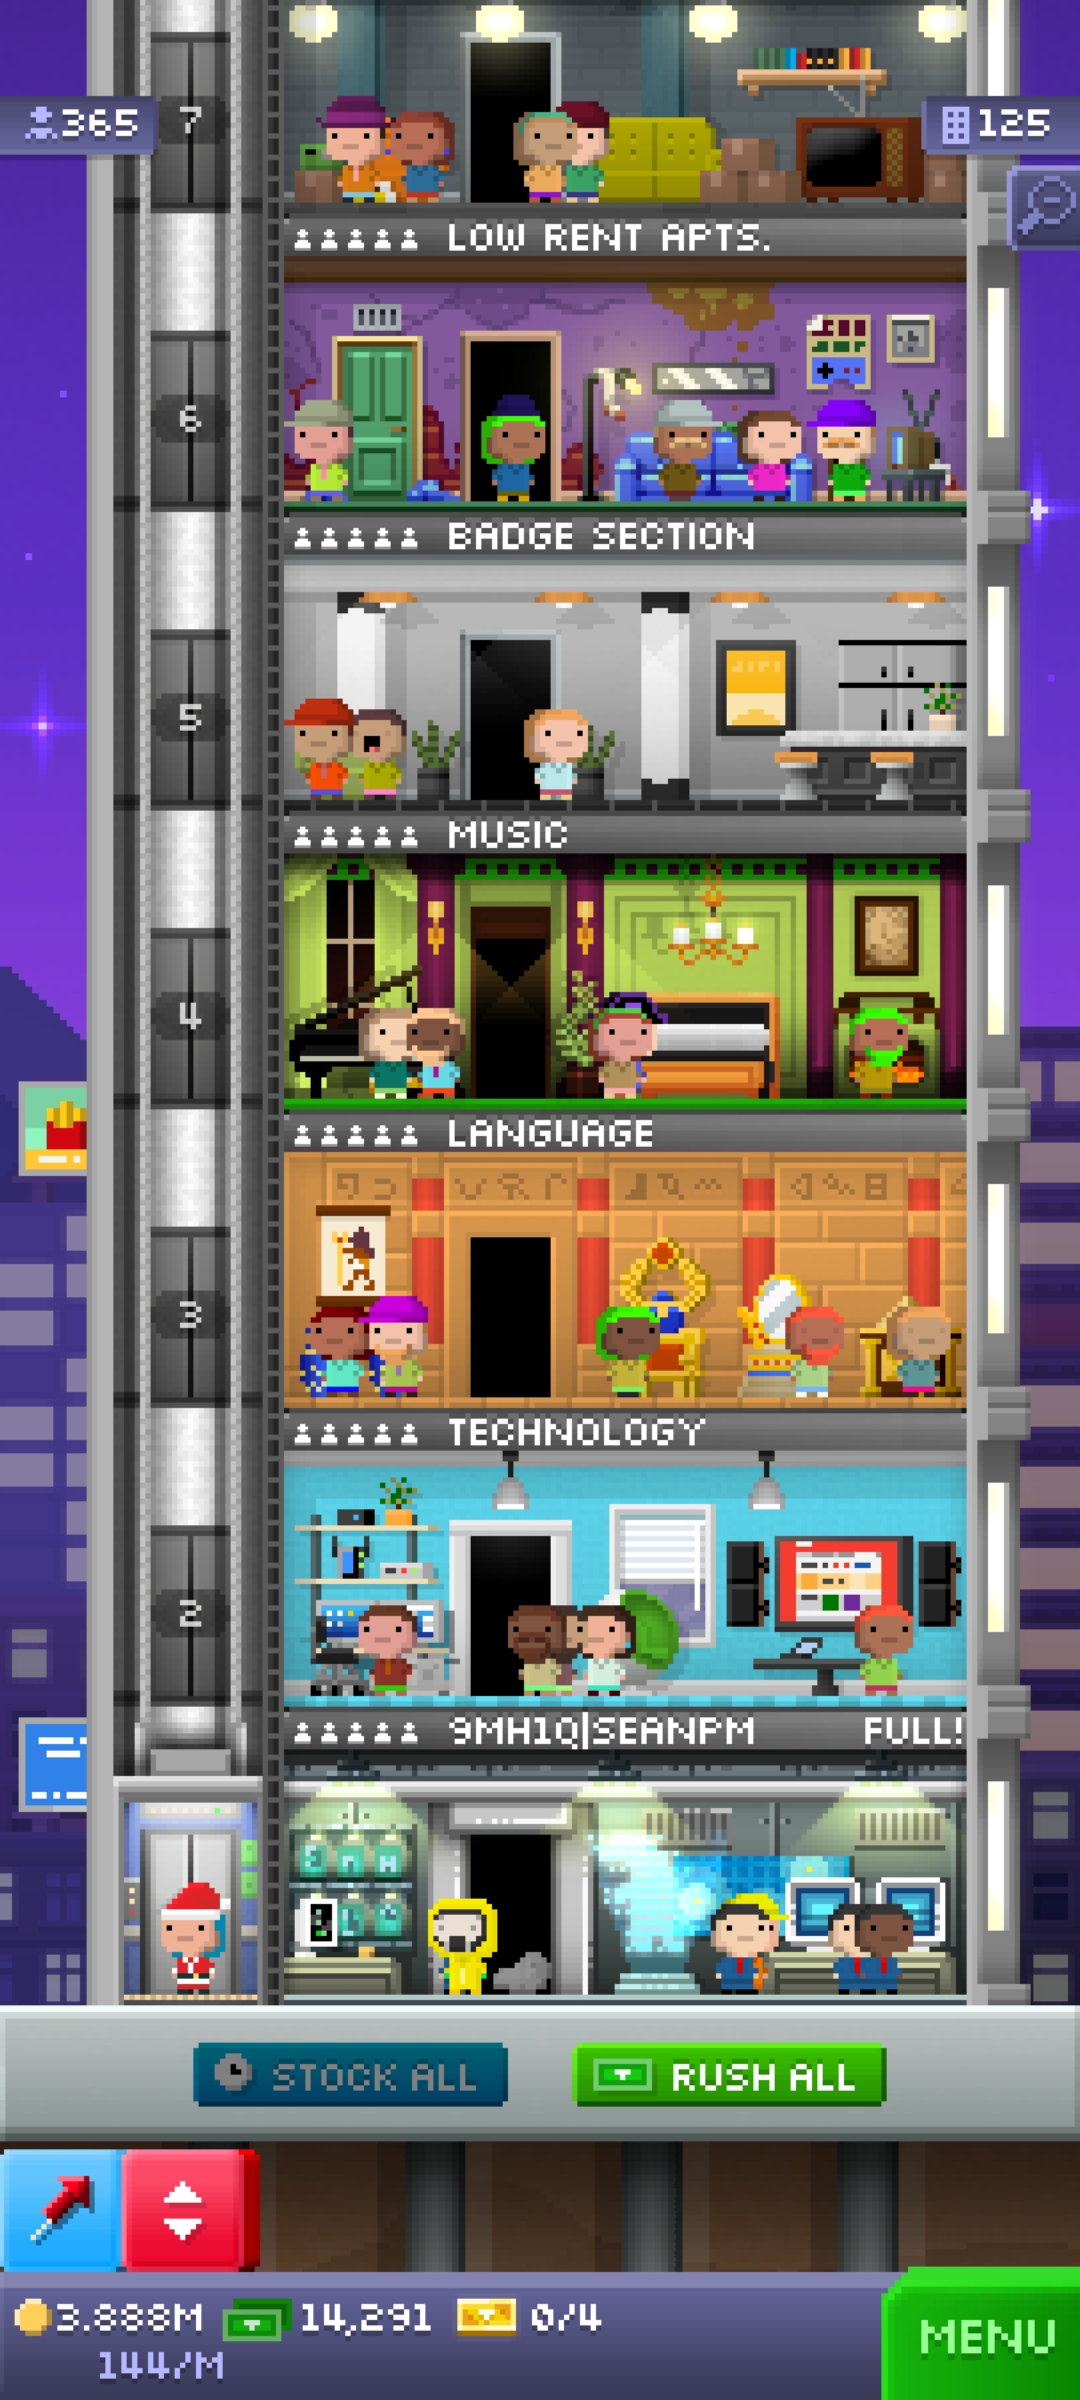 365
7
125
LOW RENT APTS.
6
BADGE SECTION
5
MUSIC
4
LANGUAGE
3
TECHNOLOGY
2
9MH1Q|SEANPM FULL!
STOCK ALL
RUSH ALL
3.888M
14,291
0/4
144/M
MENU